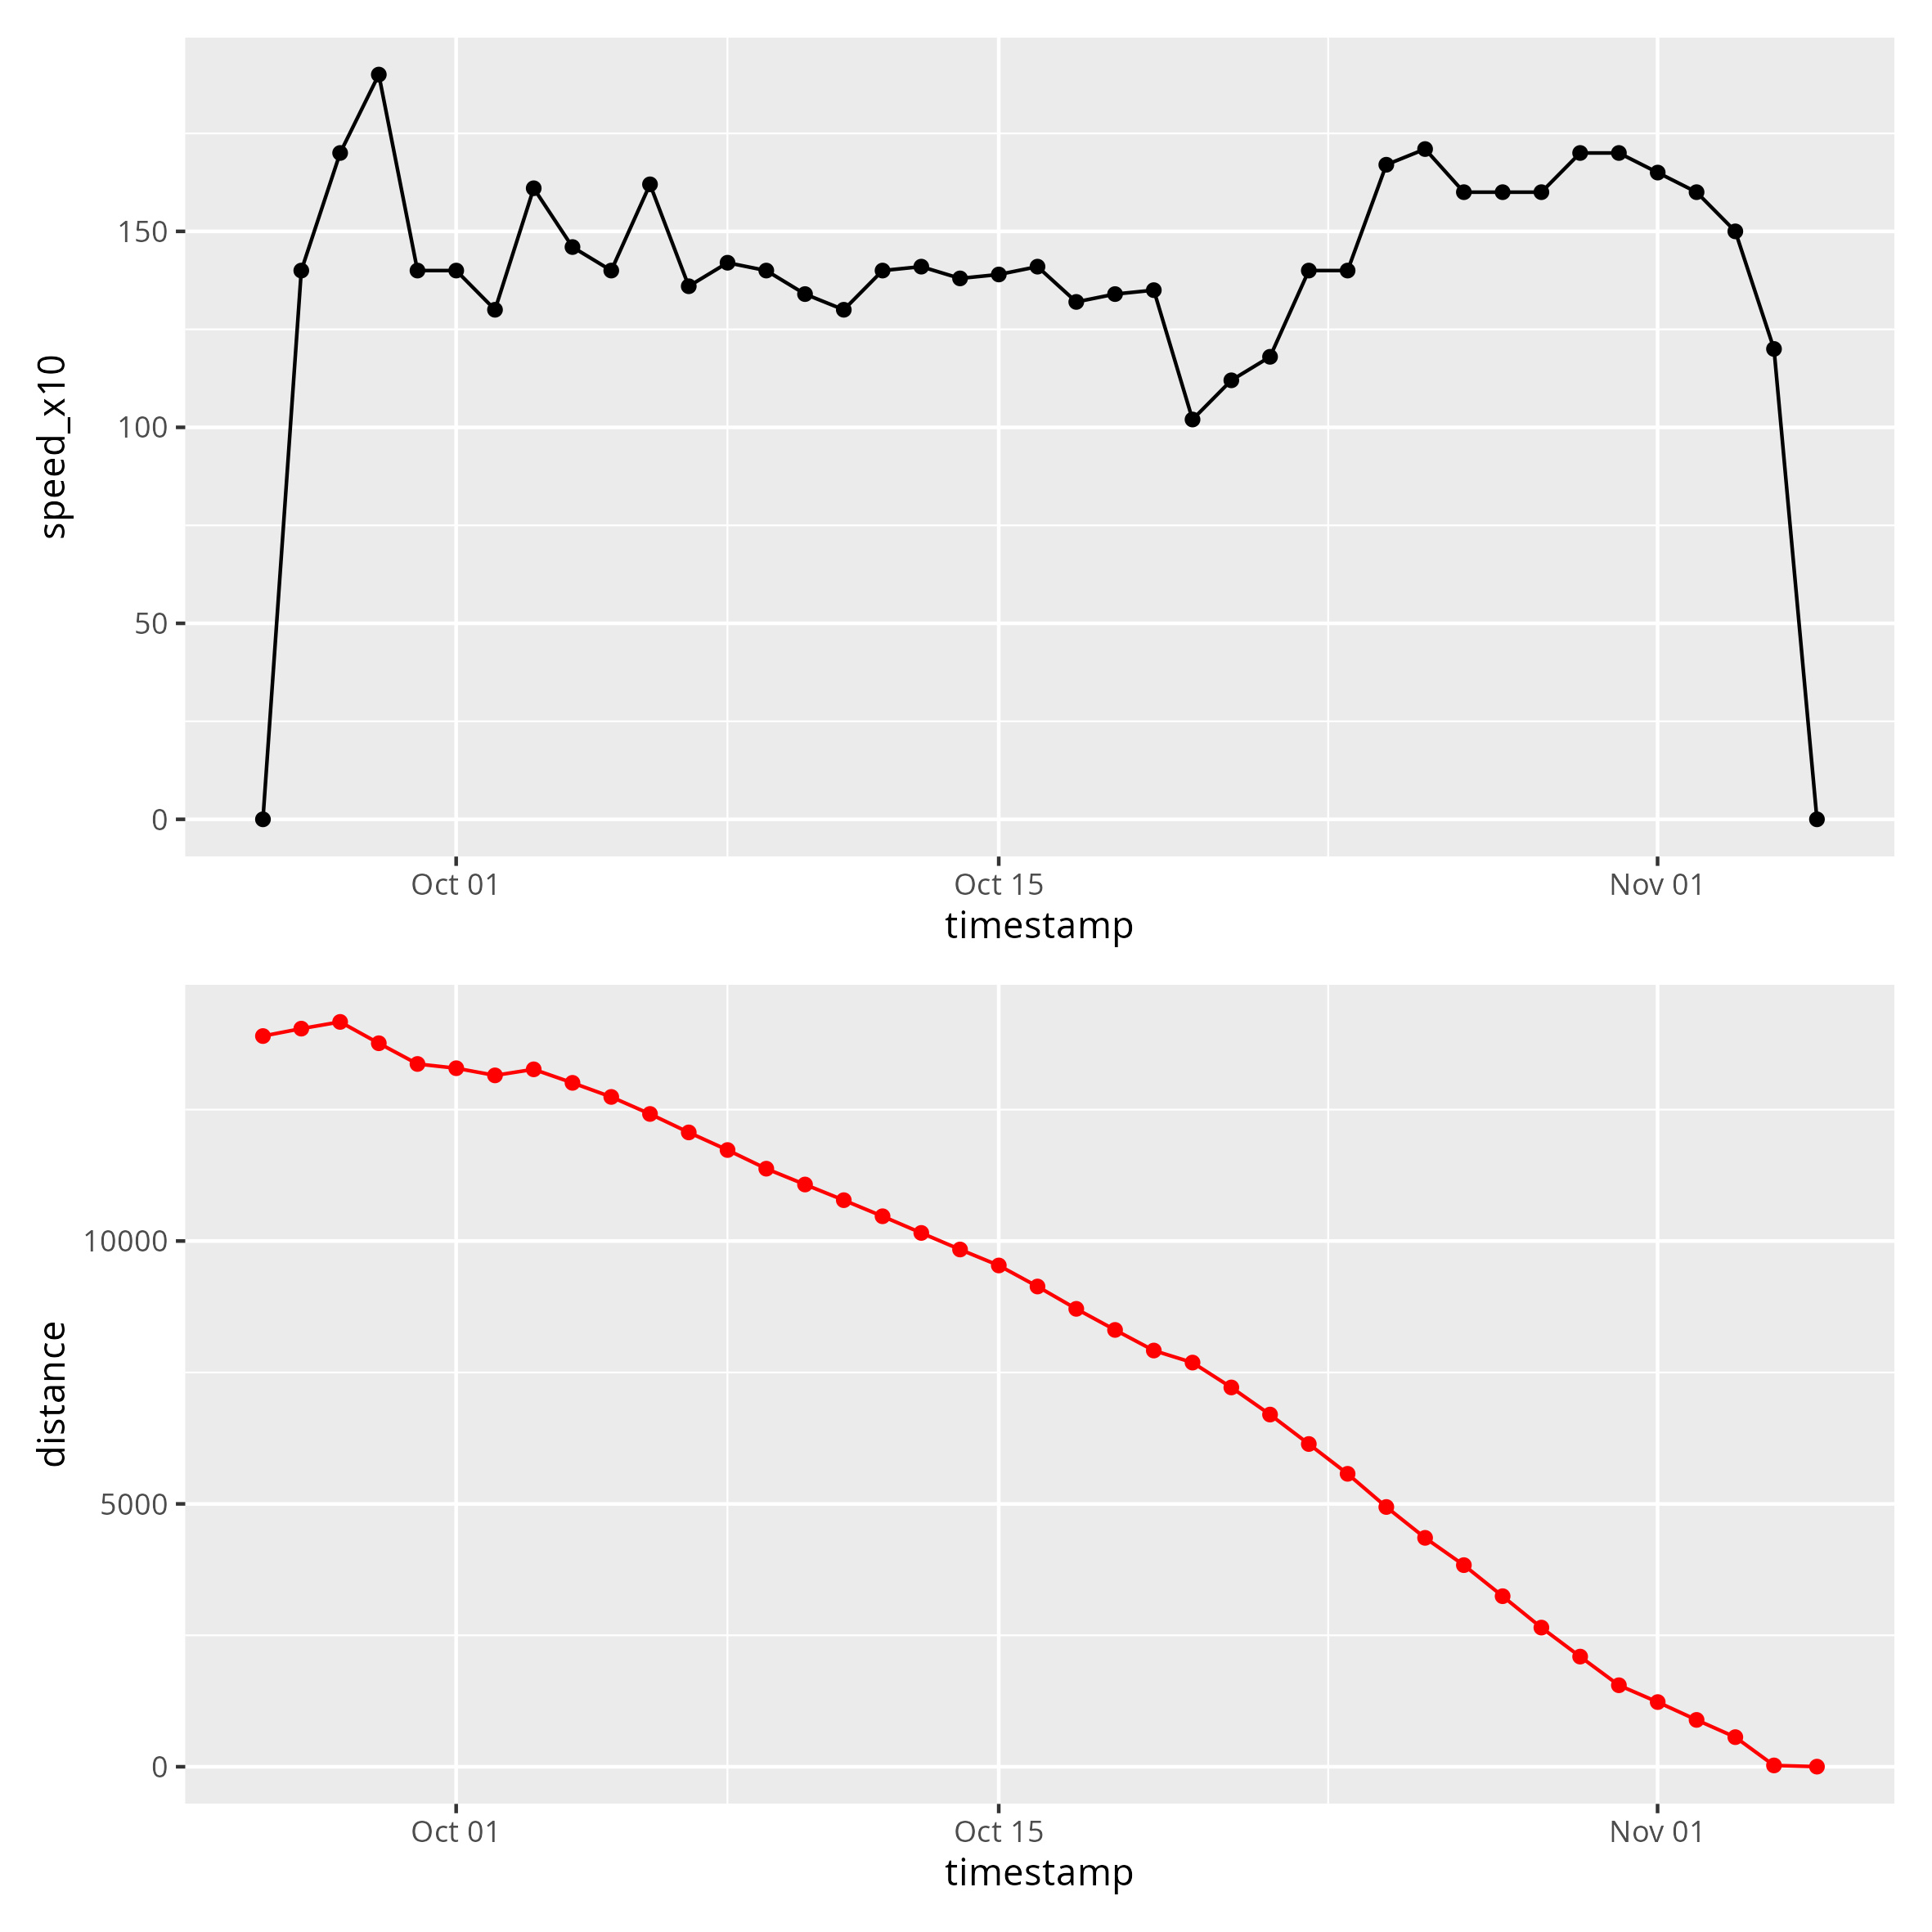 speed_x10
150
100
50
0
Oct 01 Oct 15 Nov 01
timestamp
distance
10000
5000
0
Oct 01 Oct 15 Nov 01
timestamp